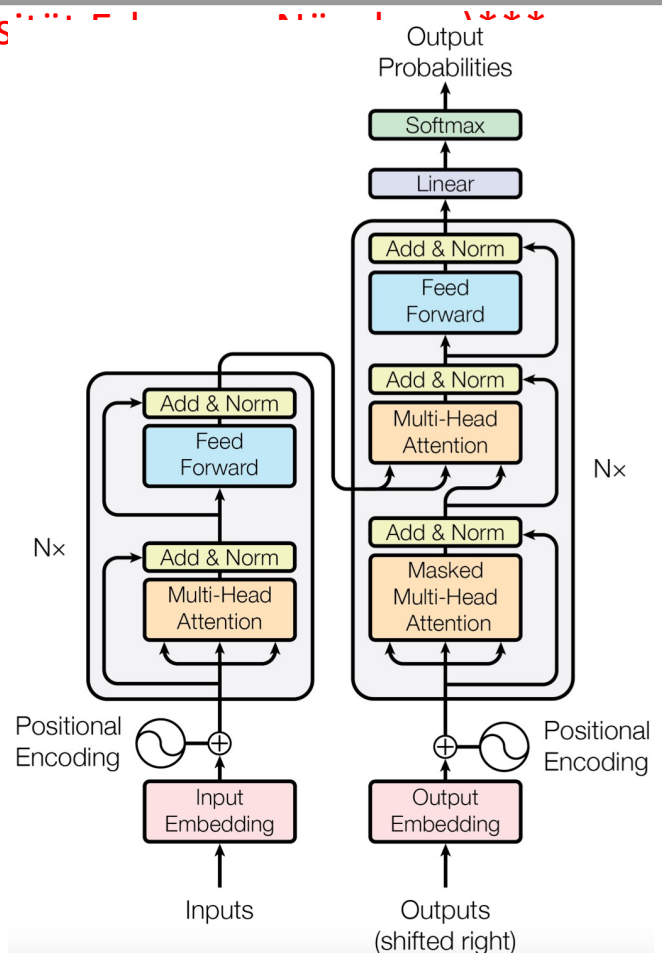 Output
Probabilities
Softmax
Linear
Add & Norm
Feed
Forward
Add & Norm
Multi-Head
Attention
Add & Norm
Masked
Multi-Head
Attention
N×
Positional
Encoding
Output
Embedding
Outputs
(shifted right)
Add & Norm
Feed
Forward
Add & Norm
Multi-Head
Attention
N×
Positional
Encoding
Input
Embedding
Inputs